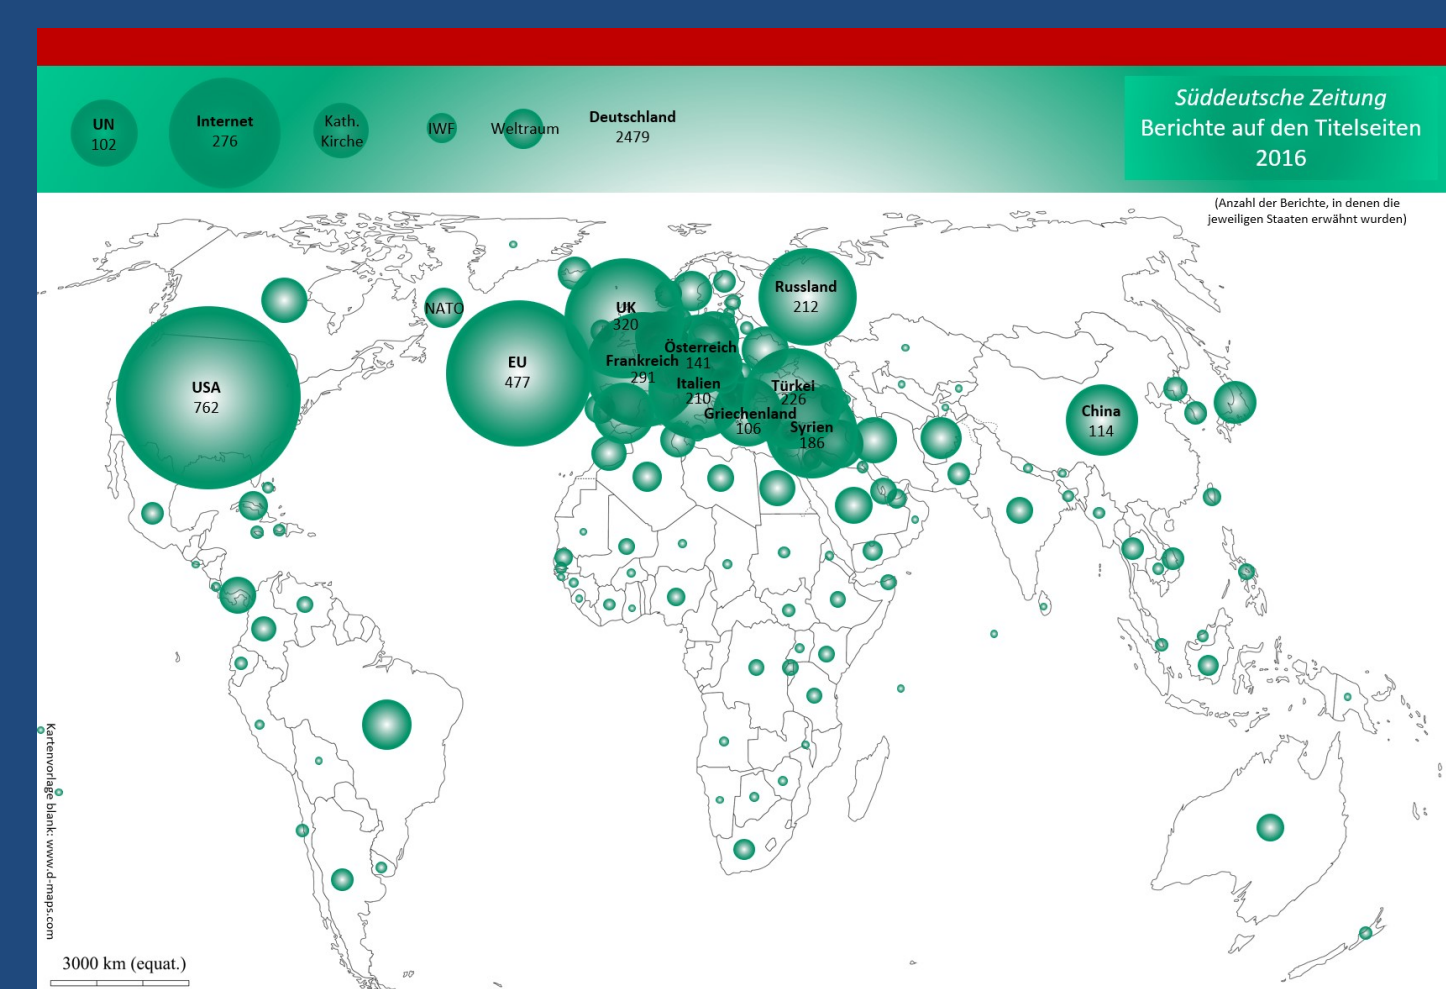 UN
102
Internet
276
Kath.
Kirche
IWF
Weltraum
Deutschland
2479
Süddeutsche Zeitung
Berichte auf den Titelseiten
2016
(Anzahl der Berichte, in denen die
jeweiligen Staaten erwähnt wurden)
USA
762
NATO
EU
477
UK
320
Russland
212
Österreich
141
Frankreich
291
Italien
210
Türkei
226
Griechenland
106
Syrien
186
China
114
Kartenvorlage blank: www.d-maps.com
3000 km (equat.)